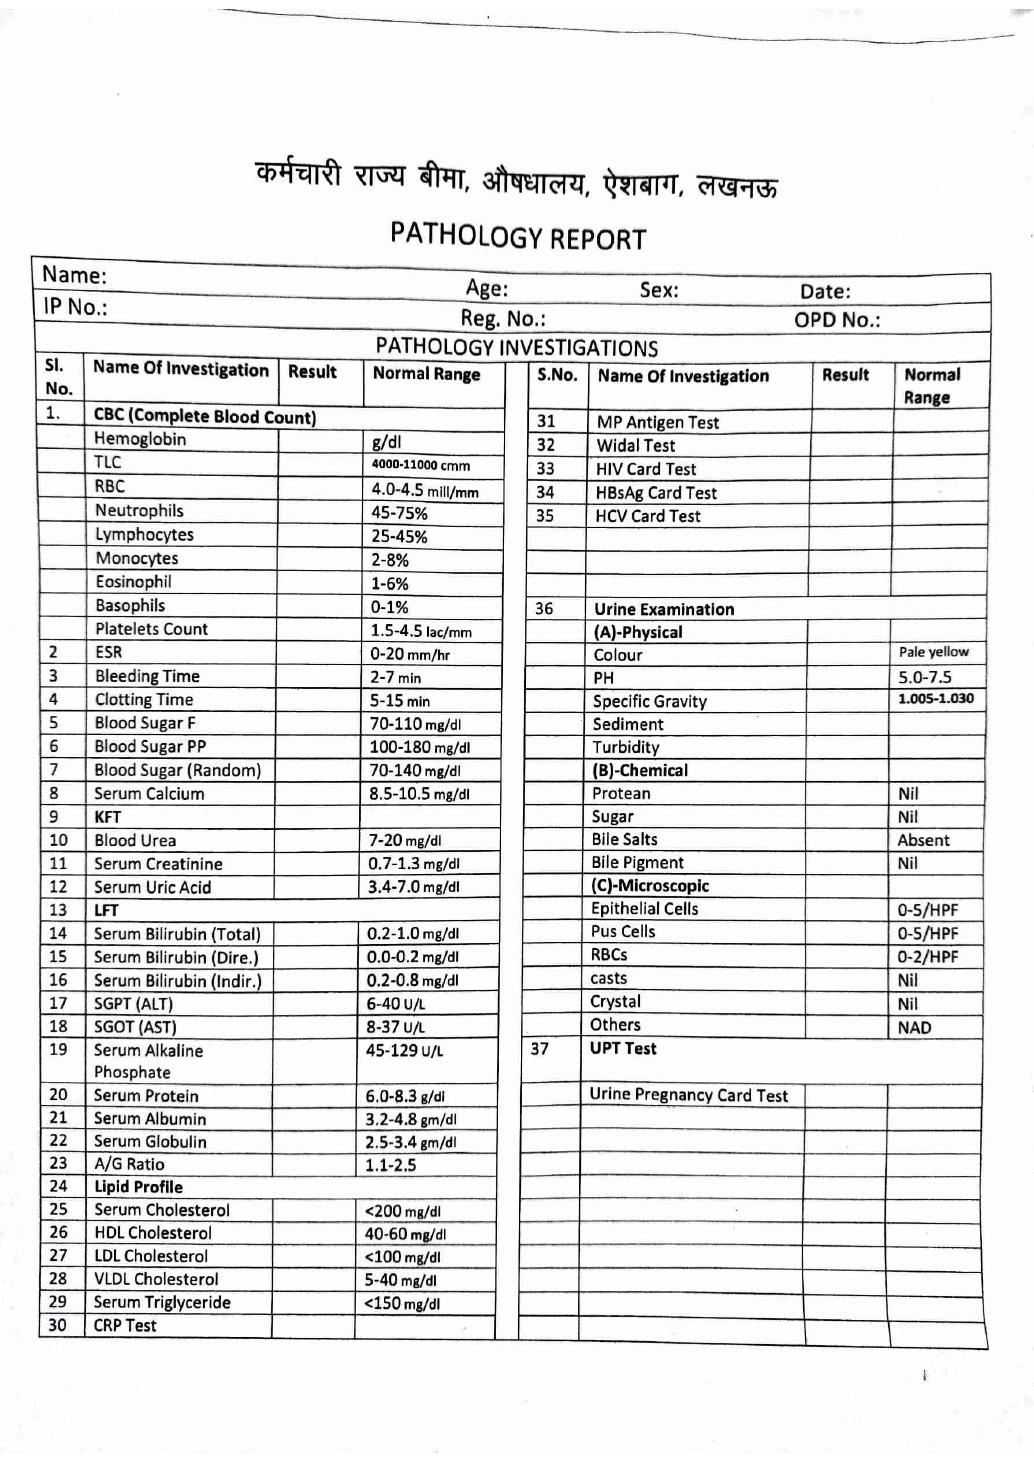 कर्मचारी राज्य बीमा, औषधालय, ऐशबाग, लखनऊ
PATHOLOGY REPORT
Name: Age: Sex: Date:
IP No.: Reg. No.: OPD No.:
PATHOLOGY INVESTIGATIONS
Sl. No. Name Of Investigation Result Normal Range
1. CBC (Complete Blood Count)
Hemoglobin g/dl
TLC 4000-11000 cmm
RBC 4.0-4.5 mill/mm
Neutrophils 45-75%
Lymphocytes 25-45%
Monocytes 2-8%
Eosinophil 1-6%
Basophils 0-1%
Platelets Count 1.5-4.5 lac/mm
2 ESR 0-20 mm/hr
3 Bleeding Time 2-7 min
4 Clotting Time 5-15 min
5 Blood Sugar F 70-110 mg/dl
6 Blood Sugar PP 100-180 mg/dl
7 Blood Sugar (Random) 70-140 mg/dl
8 Serum Calcium 8.5-10.5 mg/dl
9 KFT
10 Blood Urea 7-20 mg/dl
11 Serum Creatinine 0.7-1.3 mg/dl
12 Serum Uric Acid 3.4-7.0 mg/dl
13 LFT
14 Serum Bilirubin (Total) 0.2-1.0 mg/dl
15 Serum Bilirubin (Dire.) 0.0-0.2 mg/dl
16 Serum Bilirubin (Indir.) 0.2-0.8 mg/dl
17 SGPT (ALT) 6-40 U/L
18 SGOT (AST) 8-37 U/L
19 Serum Alkaline 45-129 U/L
Phosphate
20 Serum Protein 6.0-8.3 g/dl
21 Serum Albumin 3.2-4.8 gm/dl
22 Serum Globulin 2.5-3.4 gm/dl
23 A/G Ratio 1.1-2.5
24 Lipid Profile
25 Serum Cholesterol <200 mg/dl
26 HDL Cholesterol 40-60 mg/dl
27 LDL Cholesterol <100 mg/dl
28 VLDL Cholesterol 5-40 mg/dl
29 Serum Triglyceride <150 mg/dl
30 CRP Test
S.No. Name Of Investigation Result Normal
Range
31 MP Antigen Test
32 Widal Test
33 HIV Card Test
34 HBsAg Card Test
35 HCV Card Test
36 Urine Examination
(A)-Physical
Colour Pale yellow
PH 5.0-7.5
Specific Gravity 1.005-1.030
Sediment
Turbidity
(B)-Chemical
Protean Nil
Sugar Nil
Bile Salts Absent
Bile Pigment Nil
(C)-Microscopic
Epithelial Cells 0-5/HPF
Pus Cells 0-5/HPF
RBCs 0-2/HPF
casts Nil
Crystal Nil
Others NAD
37 UPT Test
Urine Pregnancy Card Test